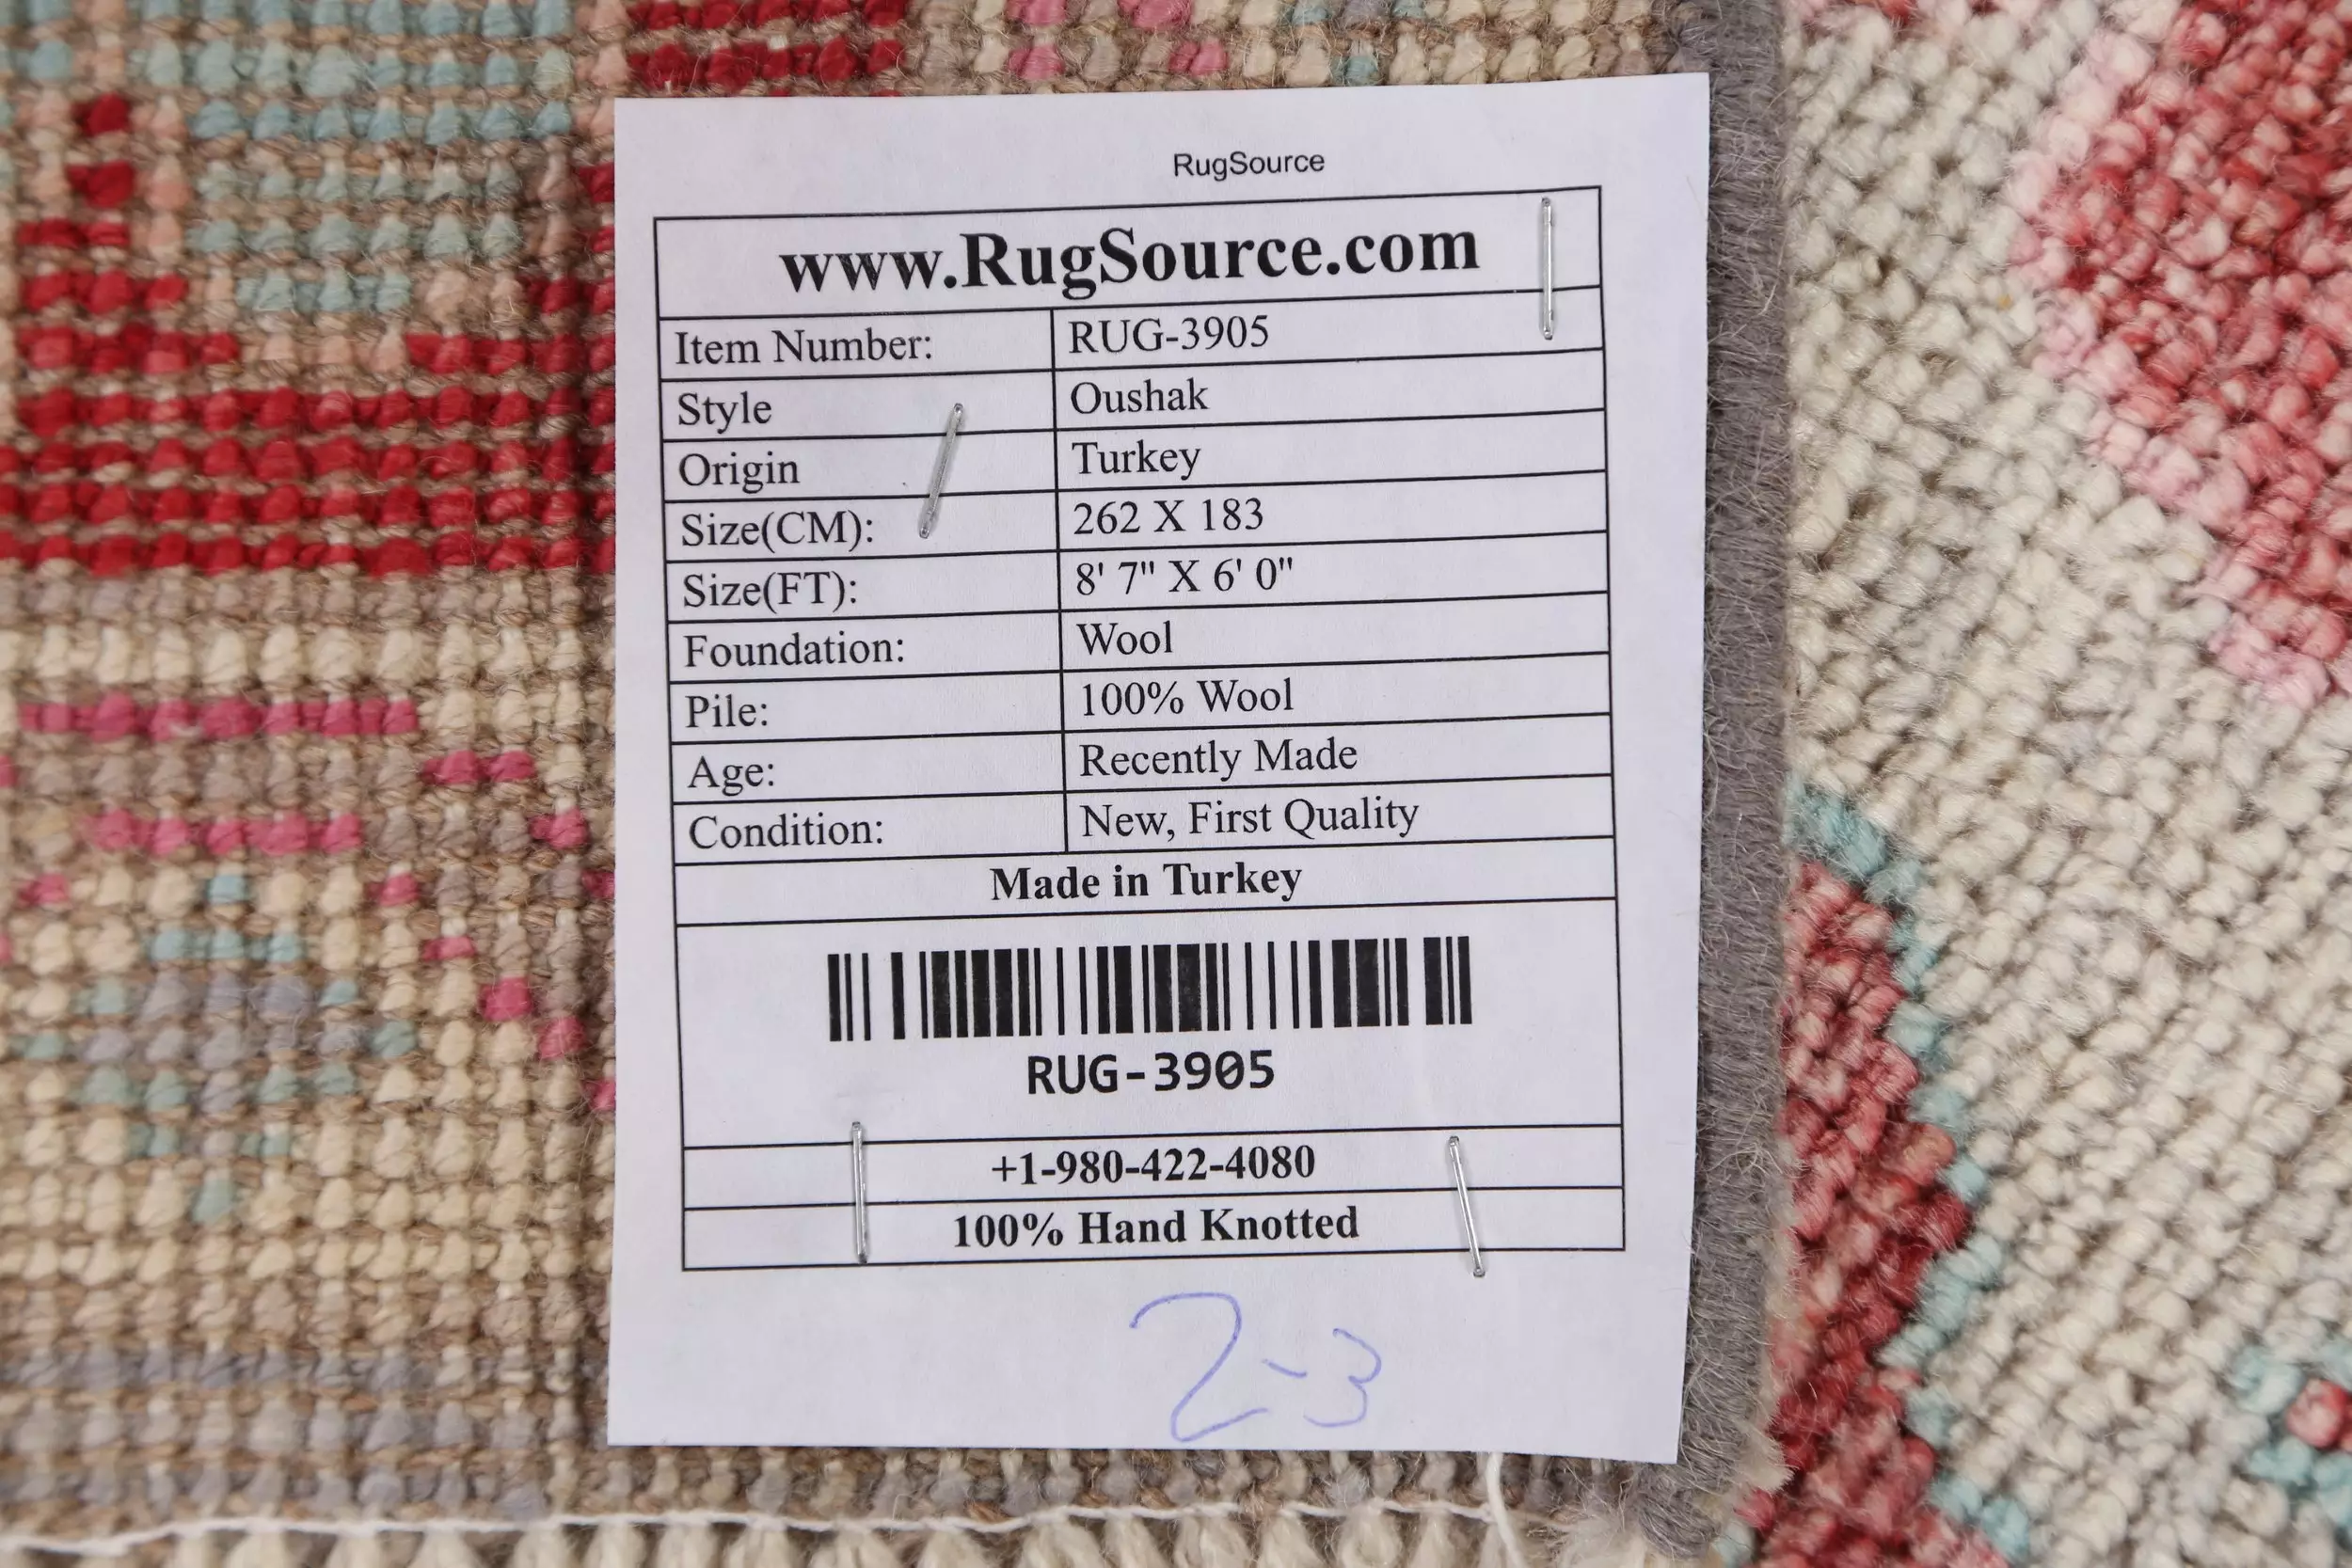 RugSource
www.RugSource.com
Item Number: RUG-3905
Style Oushak
Origin Turkey
Size(CM): 262 X 183
Size(FT): 8' 7" X 6' 0"
Foundation: Wool
Pile: 100% Wool
Age: Recently Made
Condition: New, First Quality
Made in Turkey
RUG-3905
+1-980-422-4080
100% Hand Knotted
2-3